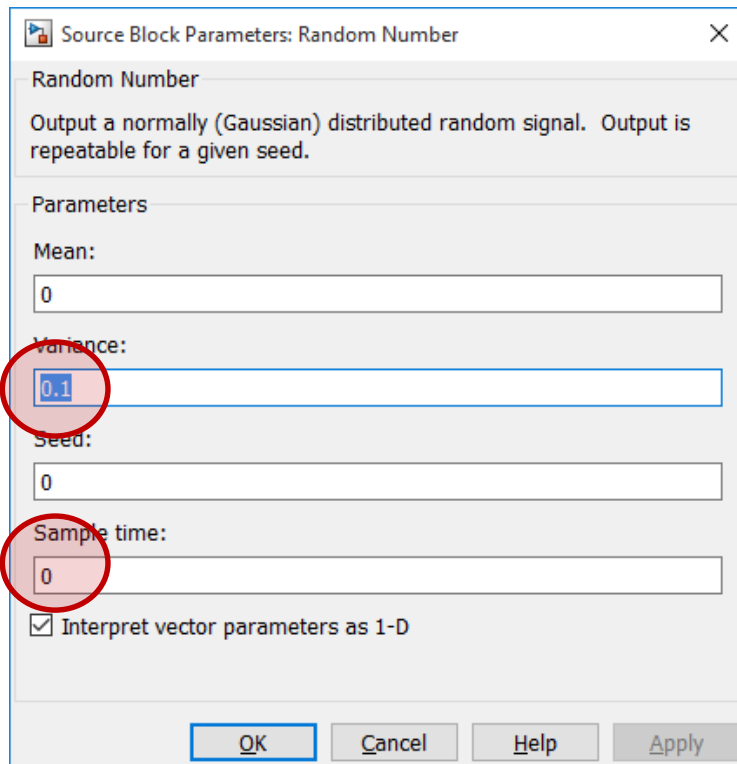 Source Block Parameters: Random Number
Random Number
Output a normally (Gaussian) distributed random signal.  Output is
repeatable for a given seed.
Parameters
Mean:
0
Variance:
0.1
Seed:
0
Sample time:
0
Interpret vector parameters as 1-D
OK Cancel Help Apply